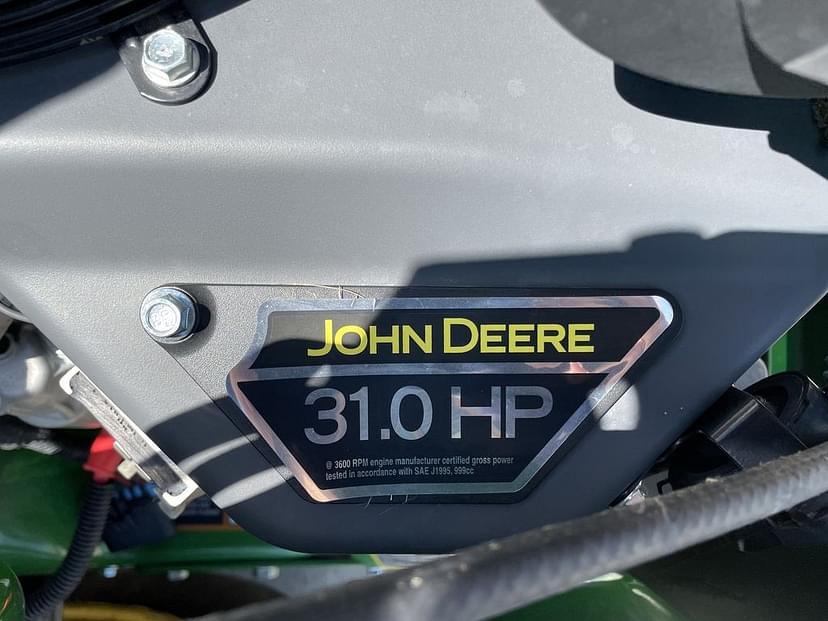 JOHN DEERE
31.0 HP
@ 3600 RPM engine manufacturer certified gross power
tested in accordance with SAE J1995, 999cc